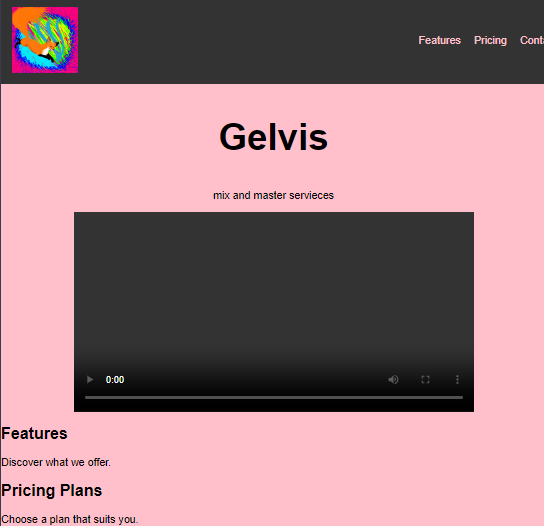 Features Pricing
Gelvis
mix and master servieces
0:00
Features
Discover what we offer.
Pricing Plans
Choose a plan that suits you.